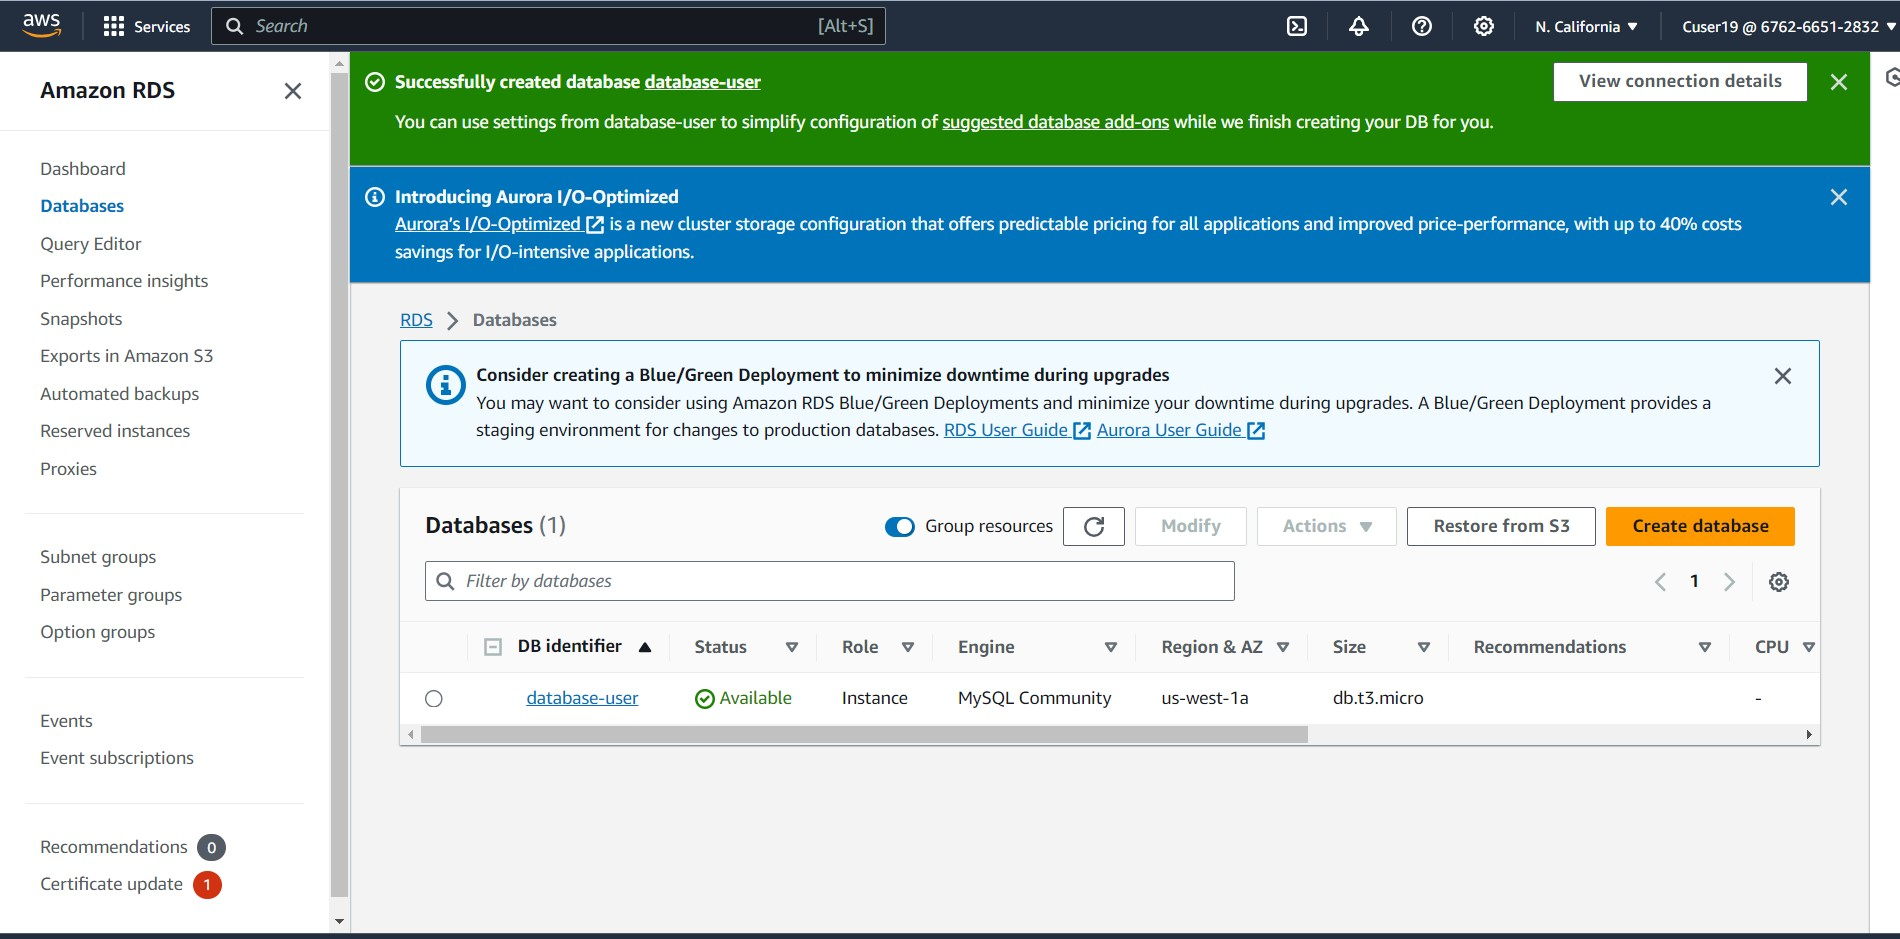 aws
Services
Search
[Alt+S]
N. California
Cuser19 @ 6762-6651-2832
Amazon RDS
Dashboard
Databases
Query Editor
Performance insights
Snapshots
Exports in Amazon S3
Automated backups
Reserved instances
Proxies
Subnet groups
Parameter groups
Option groups
Events
Event subscriptions
Recommendations 0
Certificate update 1
Successfully created database database-user
View connection details
You can use settings from database-user to simplify configuration of suggested database add-ons while we finish creating your DB for you.
Introducing Aurora I/O-Optimized
Aurora's I/O-Optimized is a new cluster storage configuration that offers predictable pricing for all applications and improved price-performance, with up to 40% costs
savings for I/O-intensive applications.
RDS Databases
Consider creating a Blue/Green Deployment to minimize downtime during upgrades
You may want to consider using Amazon RDS Blue/Green Deployments and minimize your downtime during upgrades. A Blue/Green Deployment provides a
staging environment for changes to production databases. RDS User Guide Aurora User Guide
Databases (1)
Group resources
Modify
Actions
Restore from S3
Create database
Filter by databases
1
DB identifier Status Role Engine Region & AZ Size Recommendations CPU
database-user Available Instance MySQL Community us-west-1a db.t3.micro -